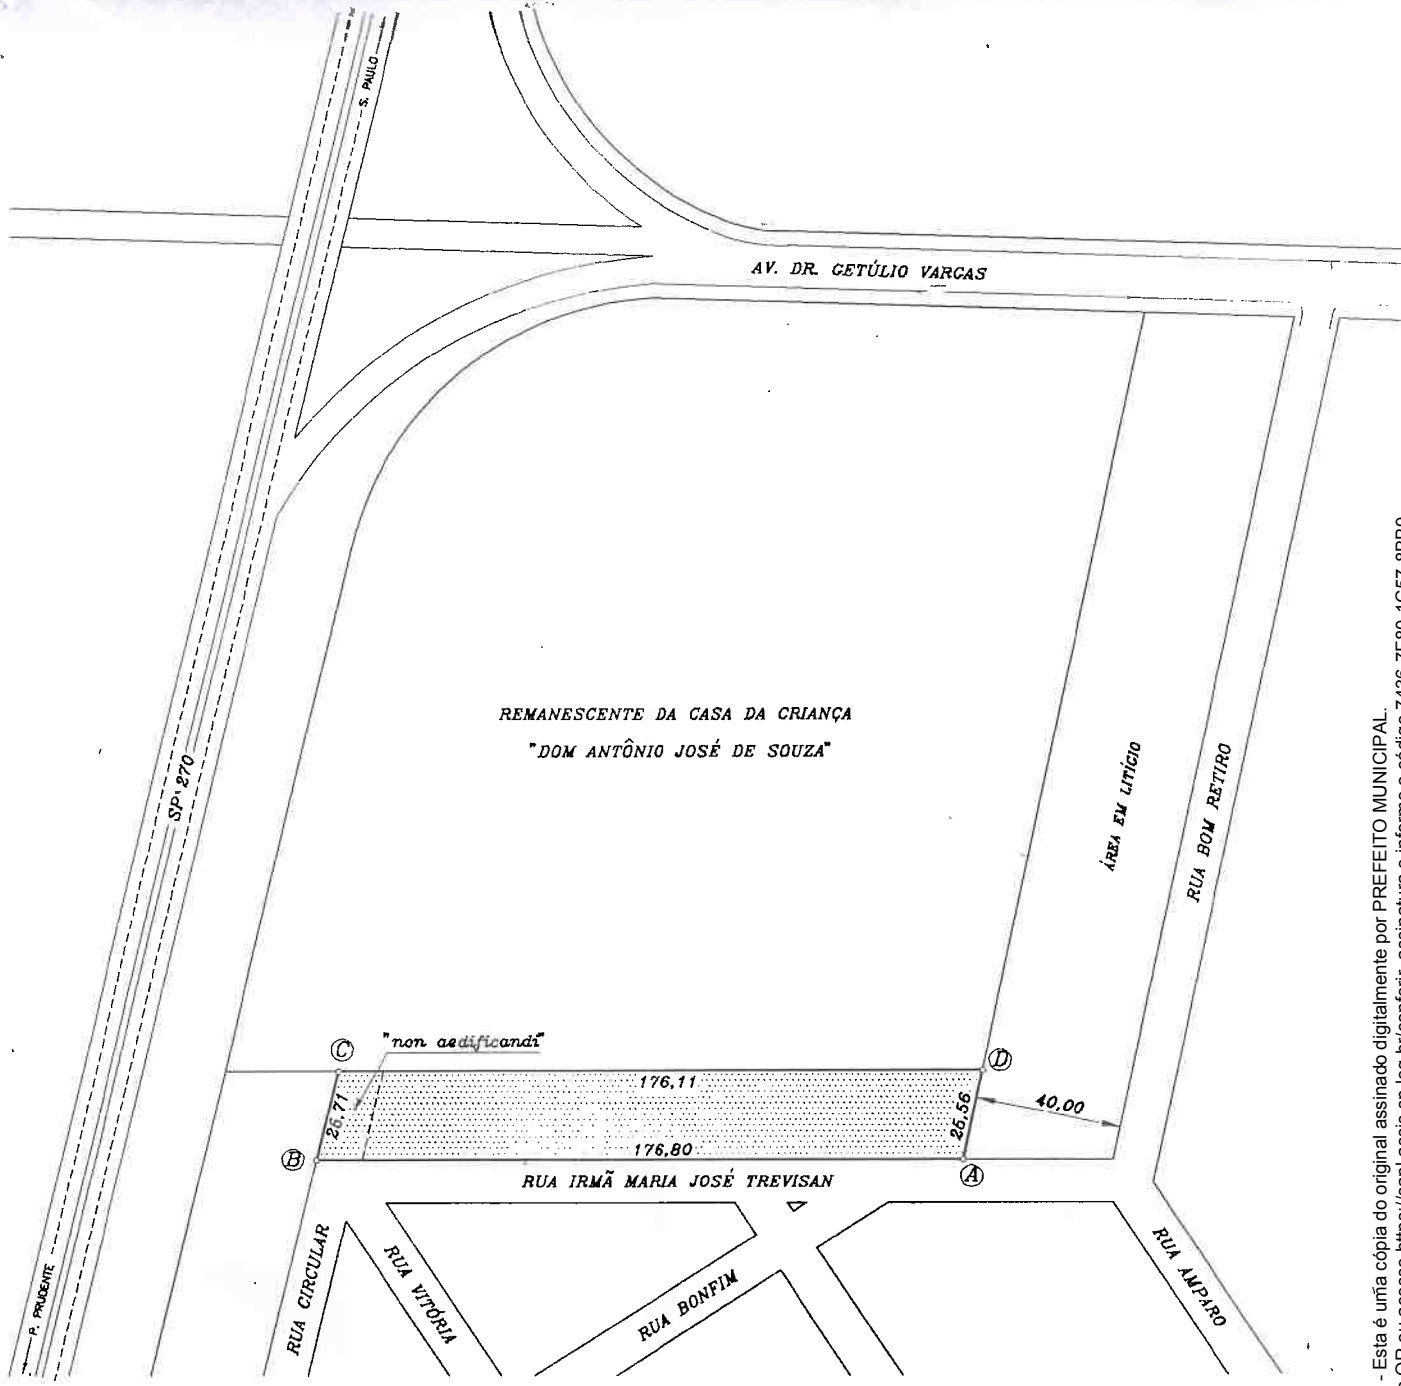 S. PAULO
AV. DR. GETÚLIO VARGAS
REMANESCENTE DA CASA DA CRIANÇA
"DOM ANTÔNIO JOSÉ DE SOUZA"
SP 270
ÁREA EM LITÍGIO
RUA BOM RETIRO
"non aedificandi"
C
D
176,11
26,71
26,56
40,00
176,80
B
A
RUA IRMÃ MARIA JOSÉ TREVISAN
P. PRUDENTE
RUA CIRCULAR
RUA VITÓRIA
RUA BONFIM
RUA AMPARO
- Esta é uma cópia do original assinado digitalmente por PREFEITO MUNICIPAL.